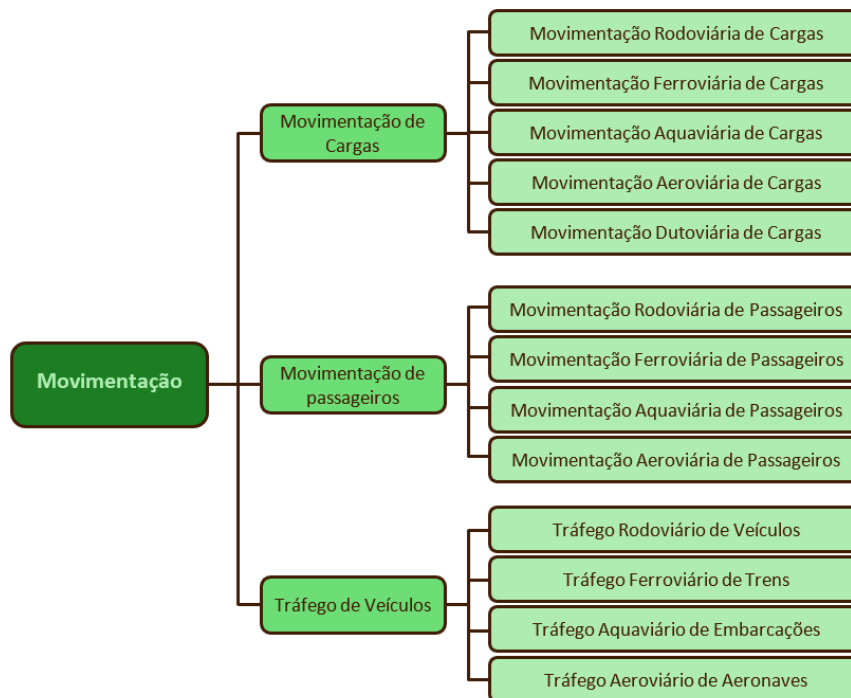 Movimentação
Movimentação de
Cargas
Movimentação Rodoviária de Cargas
Movimentação Ferroviária de Cargas
Movimentação Aquaviária de Cargas
Movimentação Aeroviária de Cargas
Movimentação Dutoviária de Cargas
Movimentação de
passageiros
Movimentação Rodoviária de Passageiros
Movimentação Ferroviária de Passageiros
Movimentação Aquaviária de Passageiros
Movimentação Aeroviária de Passageiros
Tráfego de Veículos
Tráfego Rodoviário de Veículos
Tráfego Ferroviário de Trens
Tráfego Aquaviário de Embarcações
Tráfego Aeroviário de Aeronaves